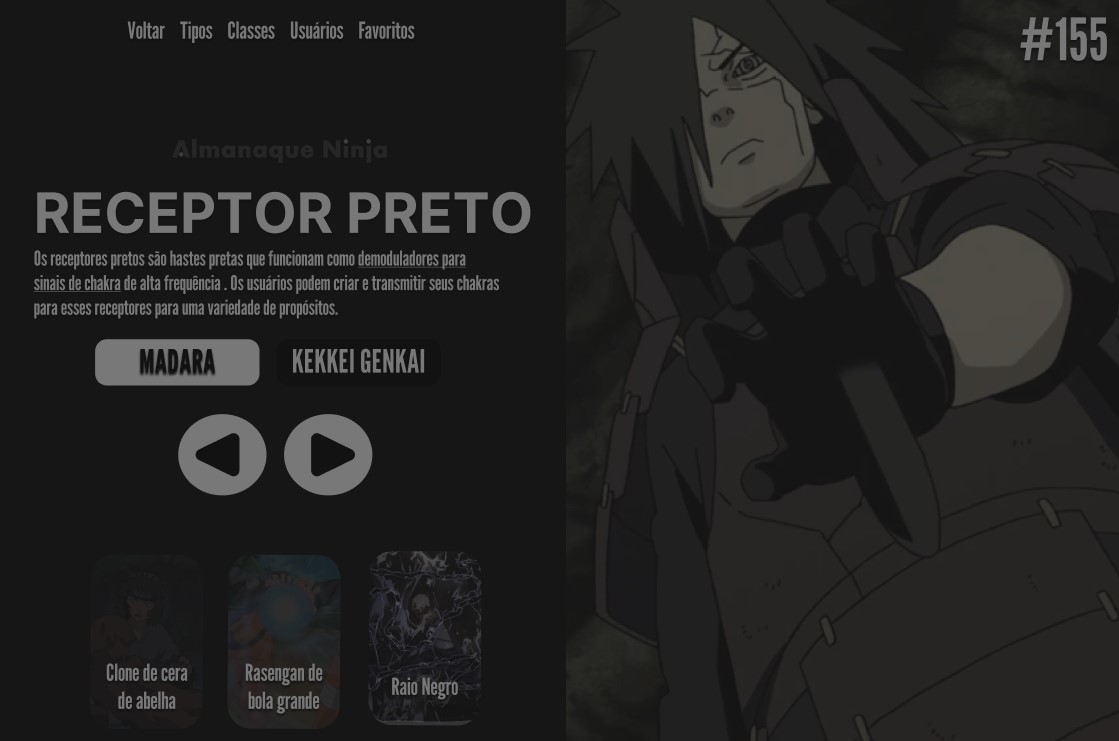 Voltar Tipos Classes Usuários Favoritos
#155
Almanaque Ninja
RECEPTOR PRETO
Os receptores pretos são hastes pretas que funcionam como demoduladores para
sinais de chakra de alta frequência . Os usuários podem criar e transmitir seus chakras
para esses receptores para uma variedade de propósitos.
MADARA
KEKKEI GENKAI
Clone de cera
de abelha
Rasengan de
bola grande
Raio Negro